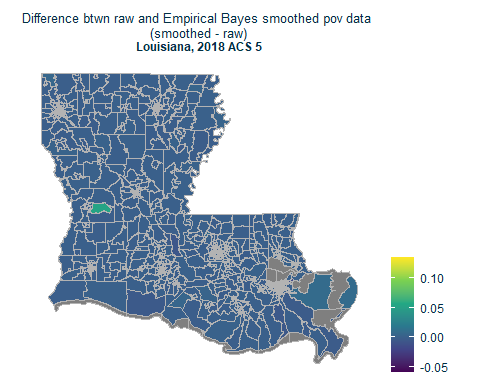 Difference btwn raw and Empirical Bayes smoothed pov data
(smoothed - raw)
Louisiana, 2018 ACS 5
0.10
0.05
0.00
-0.05